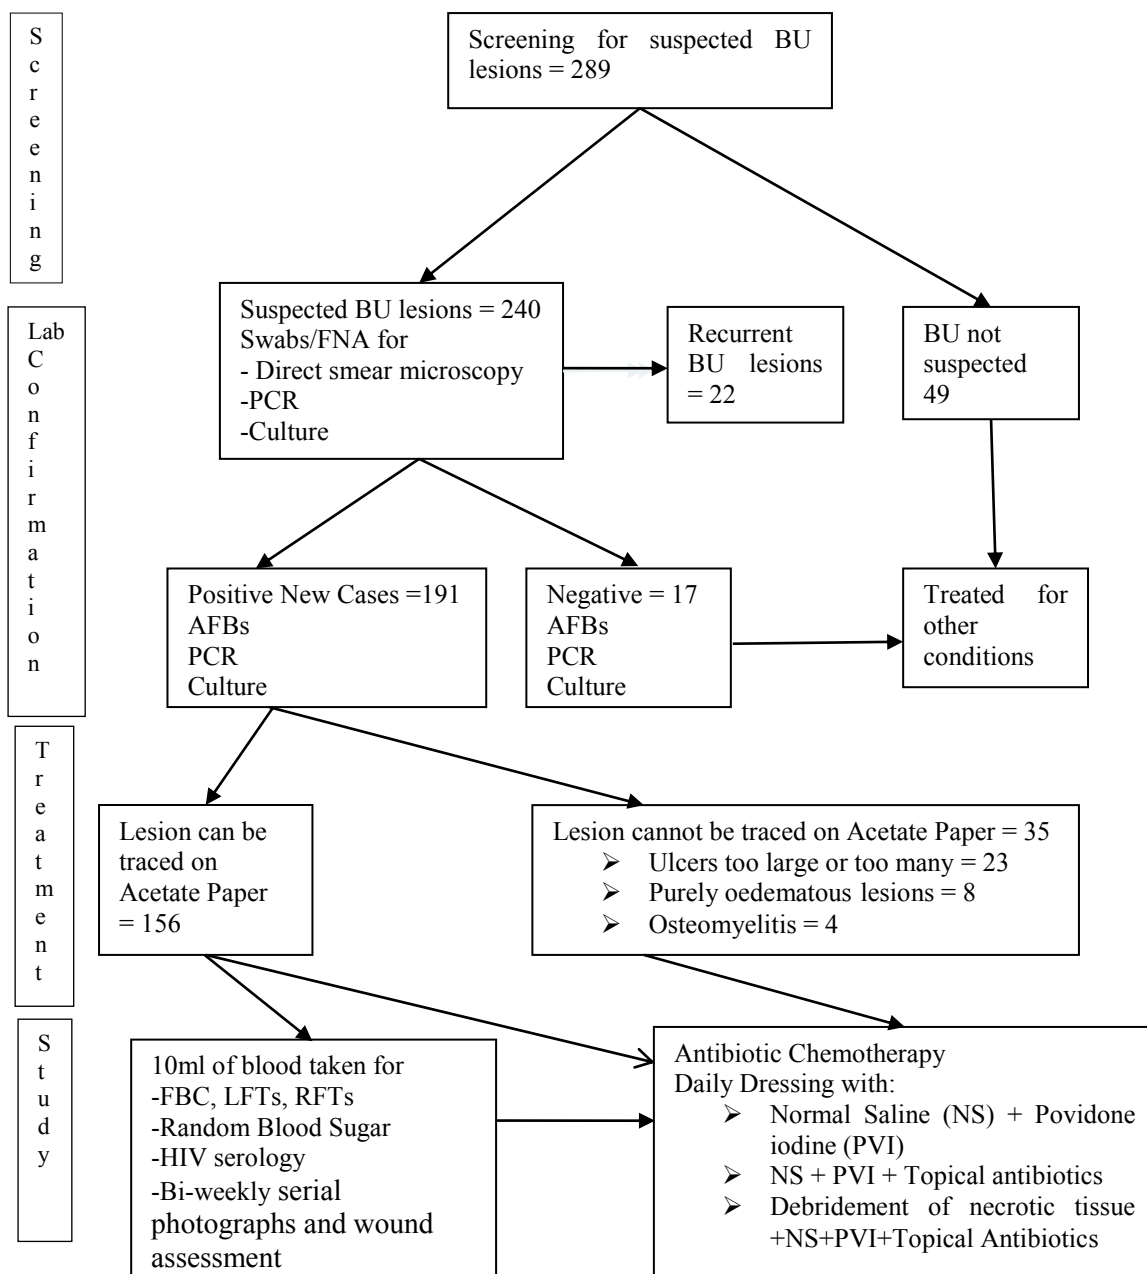 Screening
Screening for suspected BU
lesions = 289
Lab Confirmation
Suspected BU lesions = 240
Swabs/FNA for
- Direct smear microscopy
-PCR
-Culture
Recurrent
BU lesions
= 22
BU not
suspected
49
Positive New Cases =191
AFBs
PCR
Culture
Negative = 17
AFBs
PCR
Culture
Treated for
other
conditions
Treatment
Lesion can be
traced on
Acetate Paper
= 156
Lesion cannot be traced on Acetate Paper = 35
➢ Ulcers too large or too many = 23
➢ Purely oedematous lesions = 8
➢ Osteomyelitis = 4
Study
10ml of blood taken for
-FBC, LFTs, RFTs
-Random Blood Sugar
-HIV serology
-Bi-weekly serial
photographs and wound
assessment
Antibiotic Chemotherapy
Daily Dressing with:
➢ Normal Saline (NS) + Povidone
iodine (PVI)
➢ NS + PVI + Topical antibiotics
➢ Debridement of necrotic tissue
+NS+PVI+Topical Antibiotics